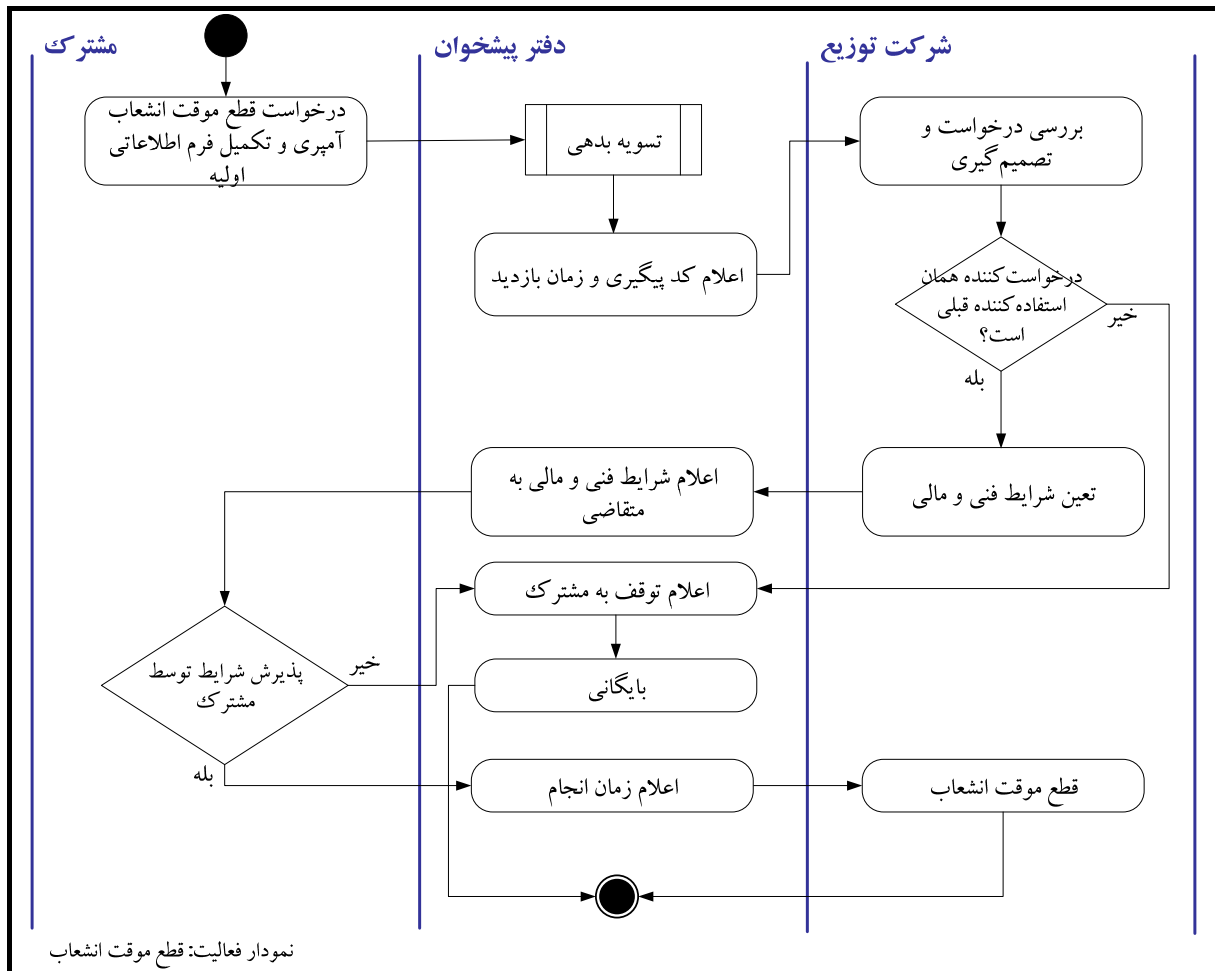 مشترك
دفتر پیشخوان
شرکت توزیع
درخواست قطع موقت انشعاب
آمپری و تکمیل فرم اطلاعاتی
اولیه
تسویه بدهی
بررسی درخواست و
تصمیم‌گیری
اعلام کد پیگیری و زمان بازدید
درخواست‌کننده همان
استفاده‌کننده قبلی
است؟
خیر
بله
تعین شرایط فنی و مالی
اعلام شرایط فنی و مالی به
متقاضی
اعلام توقف به مشترك
پذیرش شرایط توسط
مشترك
خیر
بله
بایگانی
اعلام زمان انجام
قطع موقت انشعاب
نمودار فعالیت: قطع موقت انشعاب